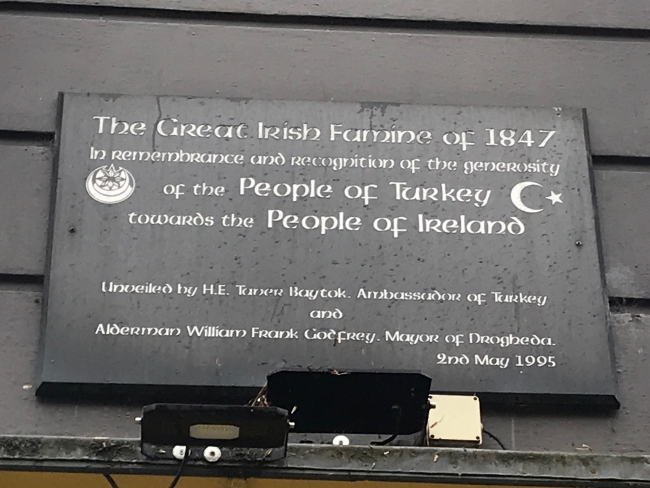 The Great Irish Famine of 1847
In remembrance and recognition of the generosity
of the People of Turkey
towards the People of Ireland
Unveiled by H.E. Taner Baytok. Ambassador of Turkey
and
Alderman William Frank Godfrey. Mayor of Drogheda.
2nd May 1995